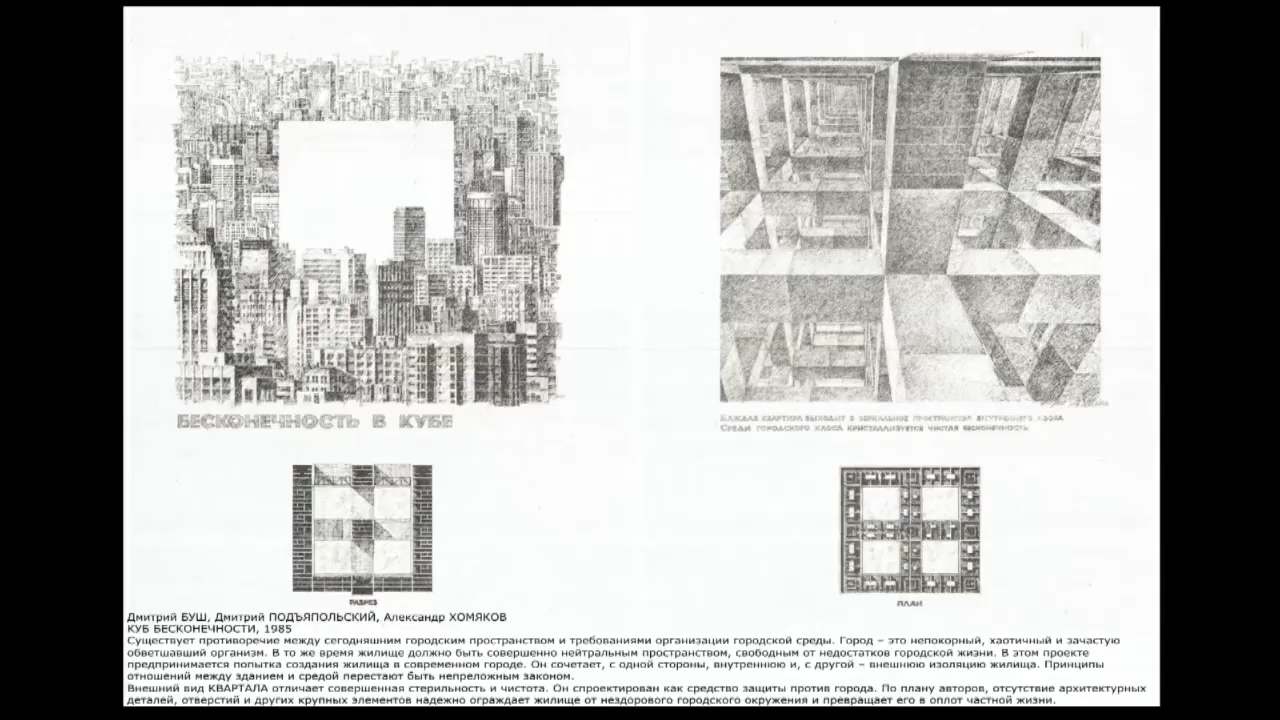 БЕСКОНЕЧНОСТЬ В КУБЕ
КАЖДАЯ КВАРТИРА ВЫХОДИТ В ЗЕРКАЛЬНОЕ ПРОСТРАНСТВО ВНУТРЕННЕГО
СРЕДИ ГОРОДСКОГО ХАОСА КРИСТАЛЛИЗУЕТСЯ ЧИСТАЯ БЕСКОНЕЧНОСТЬ
РАЗРЕЗ
ПЛАН
Дмитрий БУШ, Дмитрий ПОДЪЯПОЛЬСКИЙ, Александр ХОМЯКОВ
КУБ БЕСКОНЕЧНОСТИ, 1985
Существует противоречие между сегодняшним городским пространством и требованиями организации городской среды. Город – это непокорный, хаотичный и зачастую
обветшавший организм. В то же время жилище должно быть совершенно нейтральным пространством, свободным от недостатков городской жизни. В этом проекте
предпринимается попытка создания жилища в современном городе. Он сочетает, с одной стороны, внутреннюю и, с другой – внешнюю изоляцию жилища. Принципы
отношений между зданием и средой перестают быть непреложным законом.
Внешний вид КВАРТАЛА отличает совершенная стерильность и чистота. Он спроектирован как средство защиты против города. По плану авторов, отсутствие архитектурных
деталей, отверстий и других крупных элементов надежно ограждает жилище от нездорового городского окружения и превращает его в оплот частной жизни.